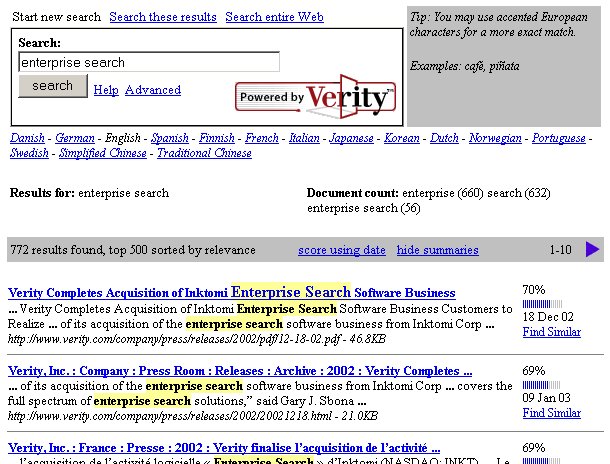 Start new search Search these results Search entire Web
Tip: You may use accented European
characters for a more exact match.
Examples: café, piñata
Search:
enterprise search
search Help Advanced
Powered by Verity™
Danish - German - English - Spanish - Finnish - French - Italian - Japanese - Korean - Dutch - Norwegian - Portuguese -
Swedish - Simplified Chinese - Traditional Chinese
Results for: enterprise search
Document count: enterprise (660) search (632)
enterprise search (56)
772 results found, top 500 sorted by relevance score using date hide summaries 1-10
Verity Completes Acquisition of Inktomi Enterprise Search Software Business
... Verity Completes Acquisition of Inktomi Enterprise Search Software Business Customers to
Realize ... of its acquisition of the enterprise search software business from Inktomi Corp ...
http://www.verity.com/company/press/releases/2002/pdf/12-18-02.pdf - 46.8KB
70%
18 Dec 02
Find Similar
Verity, Inc. : Company : Press Room : Releases : Archive : 2002 : Verity Completes ...
... of its acquisition of the enterprise search software business from Inktomi Corp ... covers the
full spectrum of enterprise search solutions,” said Gary J. Sbona ...
http://www.verity.com/company/press/releases/2002/20021218.html - 21.0KB
69%
09 Jan 03
Find Similar
Verity, Inc. : France : Presse : 2002 : Verity finalise l'acquisition de l'activité ...
... l'acquisition de l'activité logicielle « Enterprise Search » d'Inktomi (NASDAQ: INKT). ... Le
69%